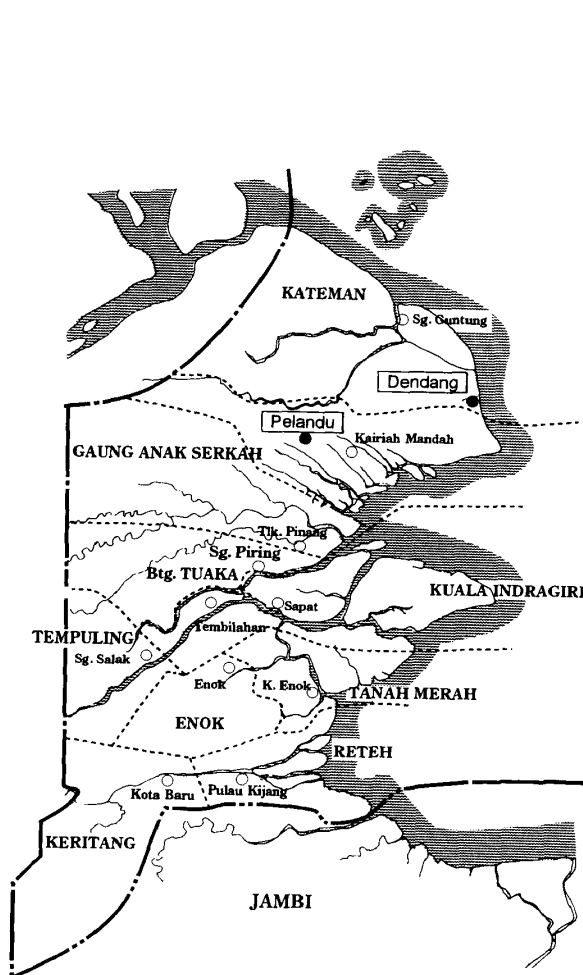 KATEMAN
Sg. Guntung
Dendang
Pelandu
Kairiah Mandah
GAUNG ANAK SERKAH
Tlk. Pinang
Sg. Piring
Btg. TUAKA
KUALA INDRAGIRI
Sapat
TEMPULING
Tembilahan
Sg. Salak
Enok
K. Enok
TANAH MERAH
ENOK
RETEH
Kota Baru
Pulau Kijang
KERITANG
JAMBI